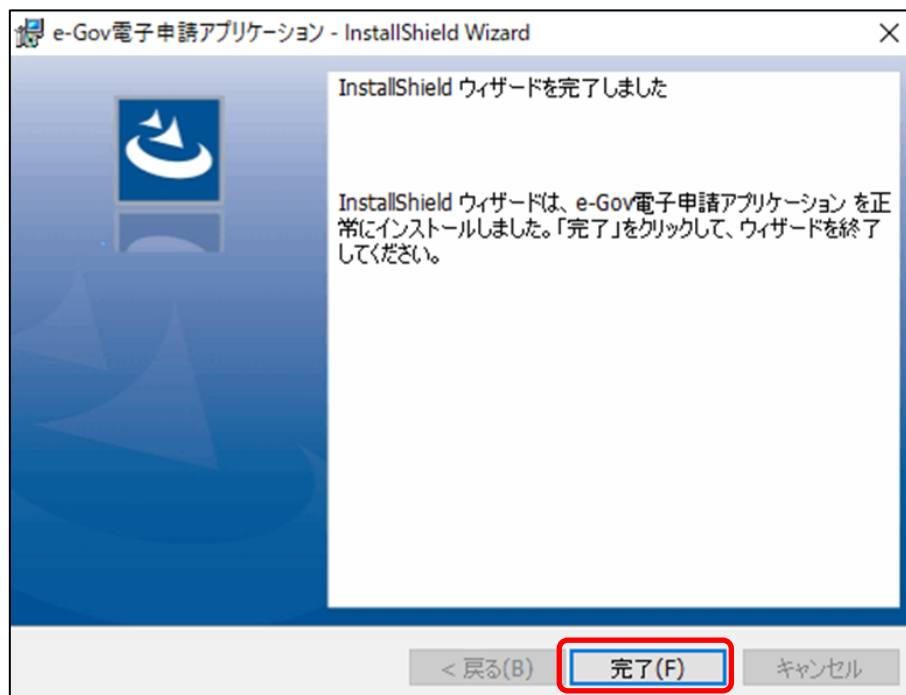 e-Gov電子申請アプリケーション - InstallShield Wizard
InstallShield ウィザードを完了しました
InstallShield ウィザードは、e-Gov電子申請アプリケーション を正
常にインストールしました。「完了」をクリックして、ウィザードを終了
してください。
< 戻る(B) 完了(F) キャンセル